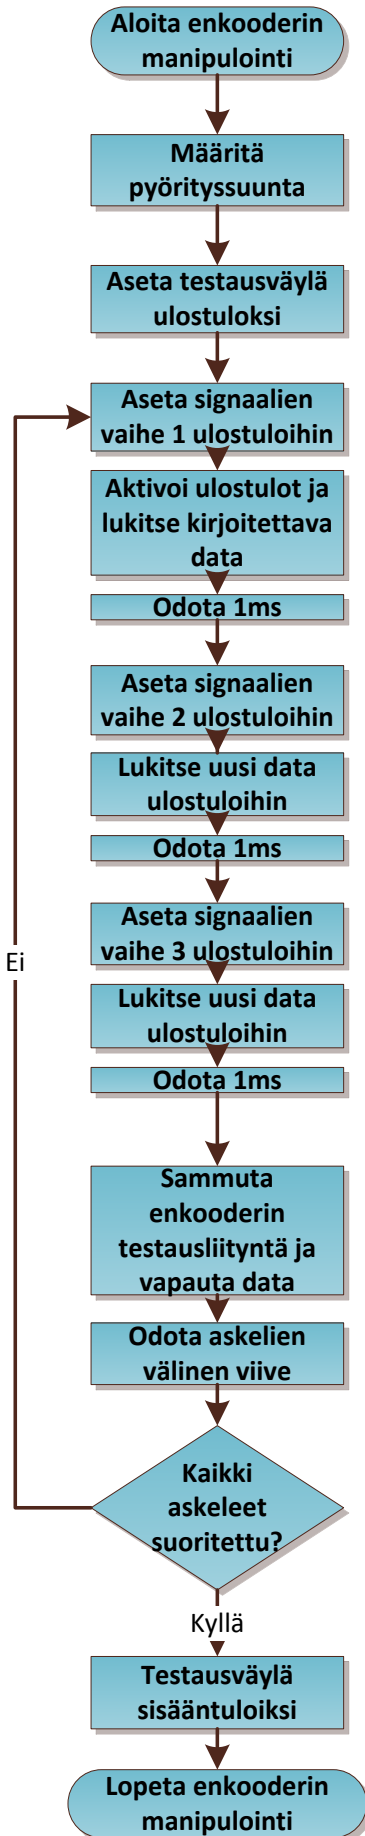 Aloita enkooderin
manipulointi
Määritä
pyörityssuunta
Aseta testausväylä
ulostuloksi
Aseta signaalien
vaihe 1 ulostuloihin
Aktivoi ulostulot ja
lukitse kirjoitettava
data
Odota 1ms
Aseta signaalien
vaihe 2 ulostuloihin
Lukitse uusi data
ulostuloihin
Odota 1ms
Aseta signaalien
vaihe 3 ulostuloihin
Ei
Lukitse uusi data
ulostuloihin
Odota 1ms
Sammuta
enkooderin
testausliityntä ja
vapauta data
Odota askelien
välinen viive
Kaikki
askeleet
suoritettu?
Kyllä
Testausväylä
sisääntuloiksi
Lopeta enkooderin
manipulointi